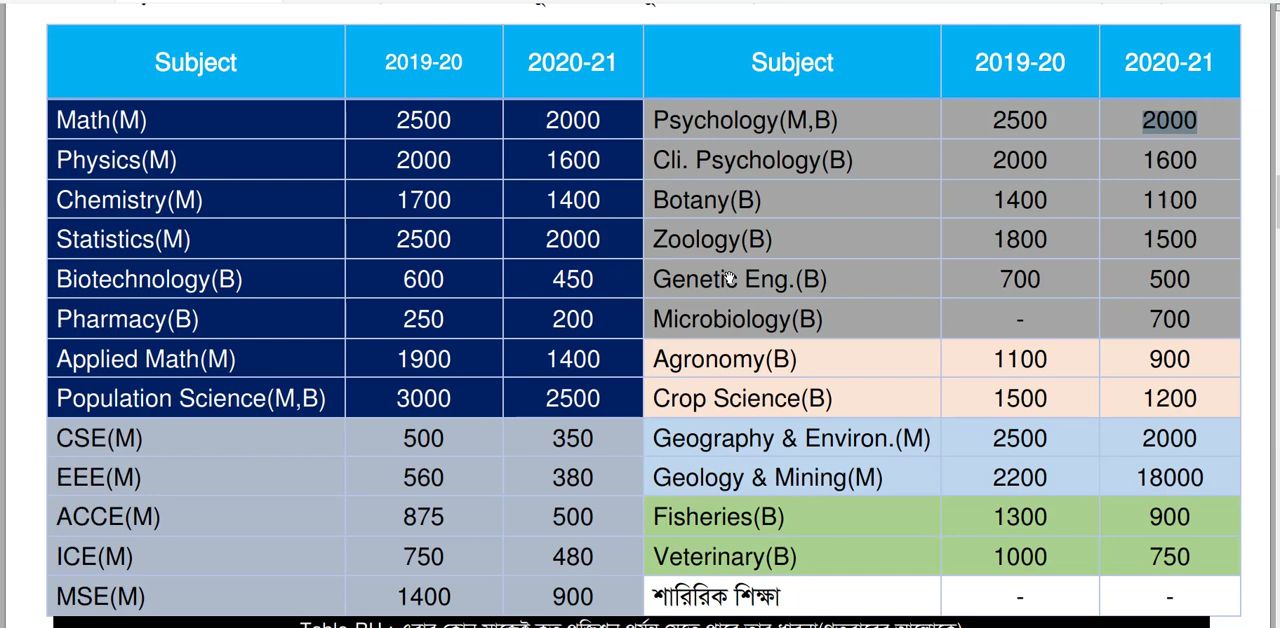 Subject 2019-20 2020-21 Subject 2019-20 2020-21
Math(M) 2500 2000 Psychology(M,B) 2500 2000
Physics(M) 2000 1600 Cli. Psychology(B) 2000 1600
Chemistry(M) 1700 1400 Botany(B) 1400 1100
Statistics(M) 2500 2000 Zoology(B) 1800 1500
Biotechnology(B) 600 450 Genetic Eng.(B) 700 500
Pharmacy(B) 250 200 Microbiology(B) - 700
Applied Math(M) 1900 1400 Agronomy(B) 1100 900
Population Science(M,B) 3000 2500 Crop Science(B) 1500 1200
CSE(M) 500 350 Geography & Environ.(M) 2500 2000
EEE(M) 560 380 Geology & Mining(M) 2200 18000
ACCE(M) 875 500 Fisheries(B) 1300 900
ICE(M) 750 480 Veterinary(B) 1000 750
MSE(M) 1400 900 শারিরিক শিক্ষা - -